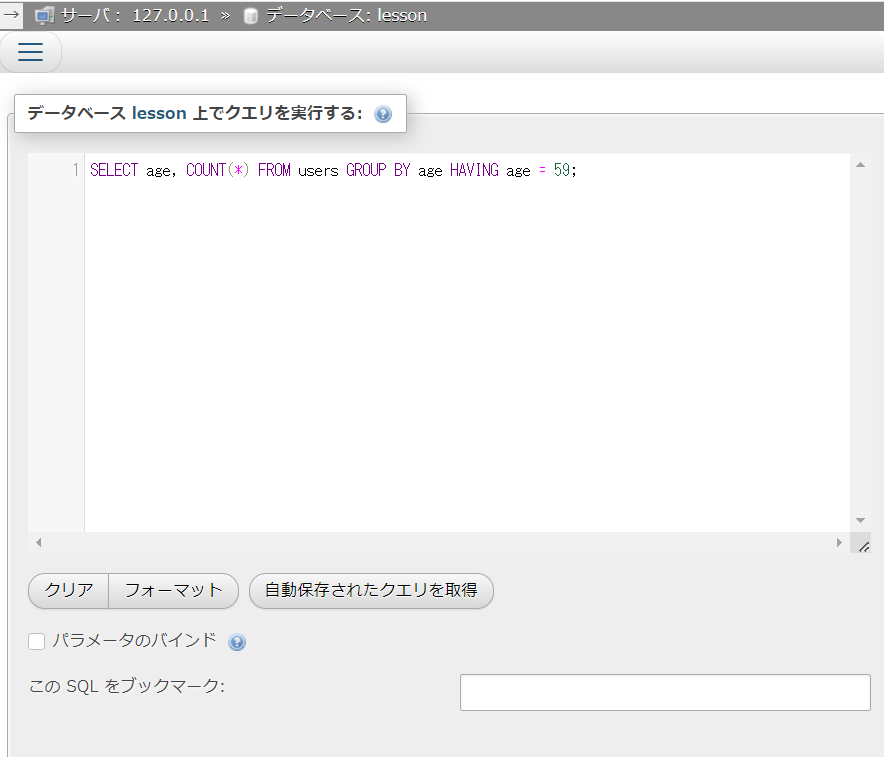 サーバ： 127.0.0.1 » データベース: lesson
データベース lesson 上でクエリを実行する:
1 SELECT age, COUNT(*) FROM users GROUP BY age HAVING age = 59;
クリア フォーマット 自動保存されたクエリを取得
パラメータのバインド
この SQL をブックマーク: